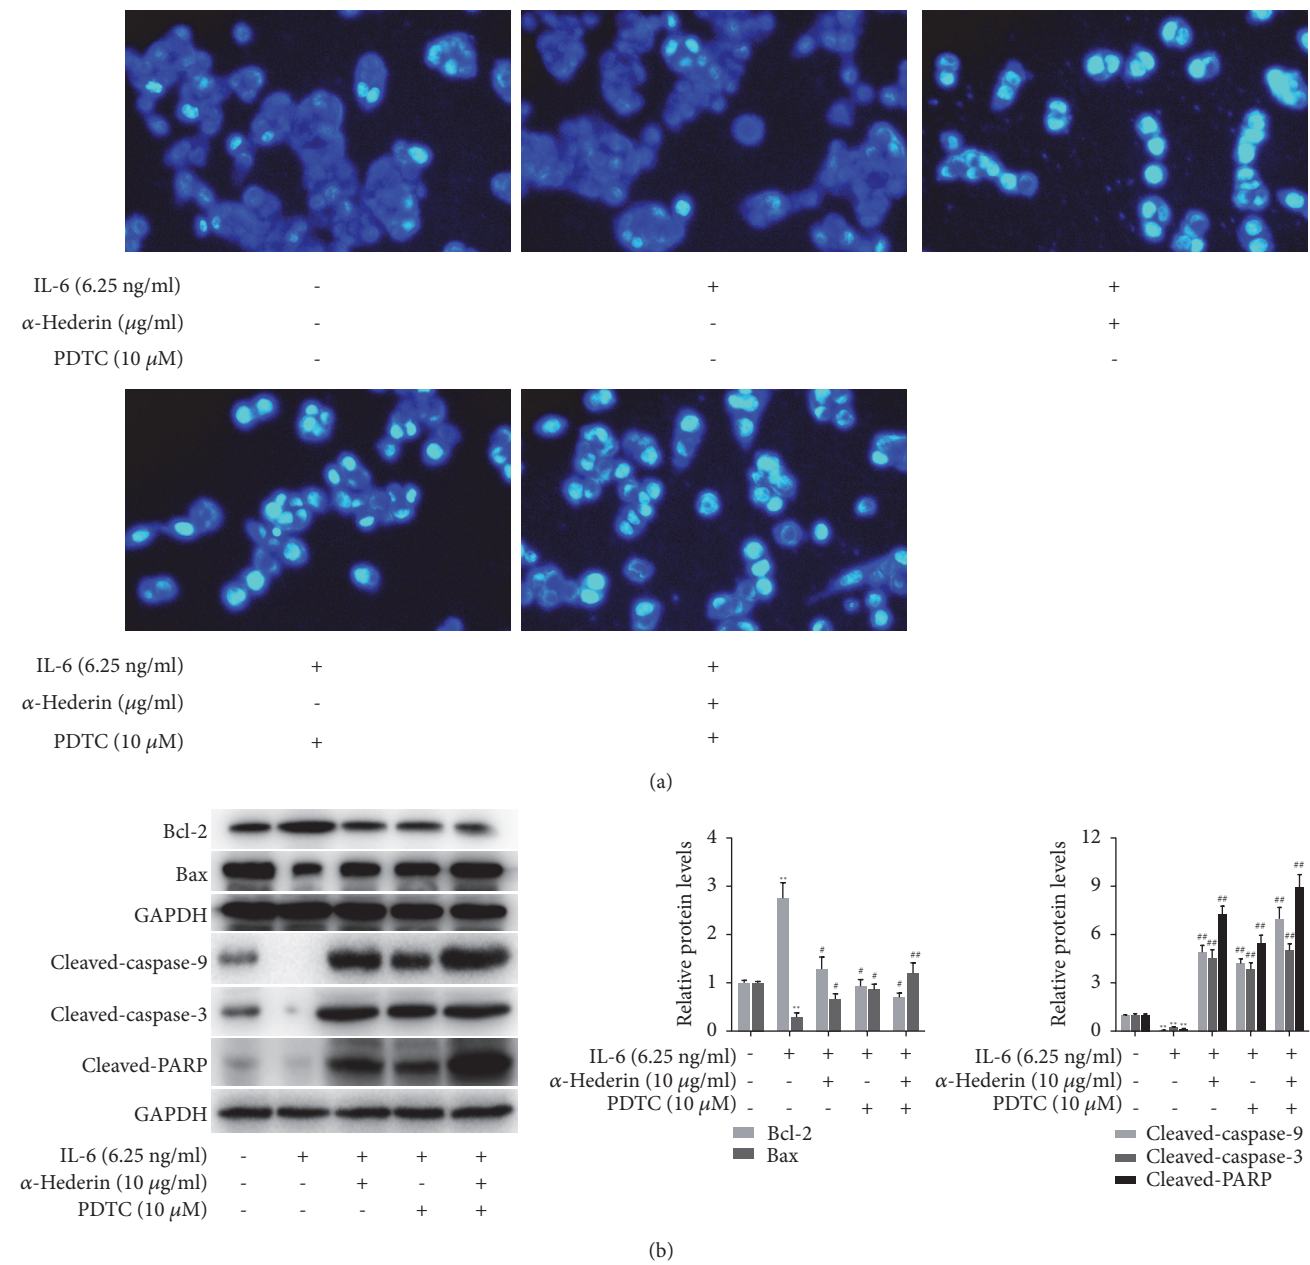 IL-6 (6.25 ng/ml) - + +
α-Hederin (μg/ml) - - +
PDTC (10 μM) - - -
IL-6 (6.25 ng/ml) + +
α-Hederin (μg/ml) - +
PDTC (10 μM) + +
(a)
Bcl-2
Bax
GAPDH
Cleaved-caspase-9
Cleaved-caspase-3
Cleaved-PARP
GAPDH
IL-6 (6.25 ng/ml) - + + + +
α-Hederin (10 μg/ml) - - + - +
PDTC (10 μM) - - - + +
Relative protein levels
4
3
2
1
0
** **
# #
# #
# ##
IL-6 (6.25 ng/ml) - + + + +
α-Hederin (10 μg/ml) - - + - +
PDTC (10 μM) - - - + +
Bcl-2
Bax
Relative protein levels
12
9
6
3
0
** ** **
## ## ##
## ## ##
## ## ##
IL-6 (6.25 ng/ml) - + + + +
α-Hederin (10 μg/ml) - - + - +
PDTC (10 μM) - - - + +
Cleaved-caspase-9
Cleaved-caspase-3
Cleaved-PARP
(b)